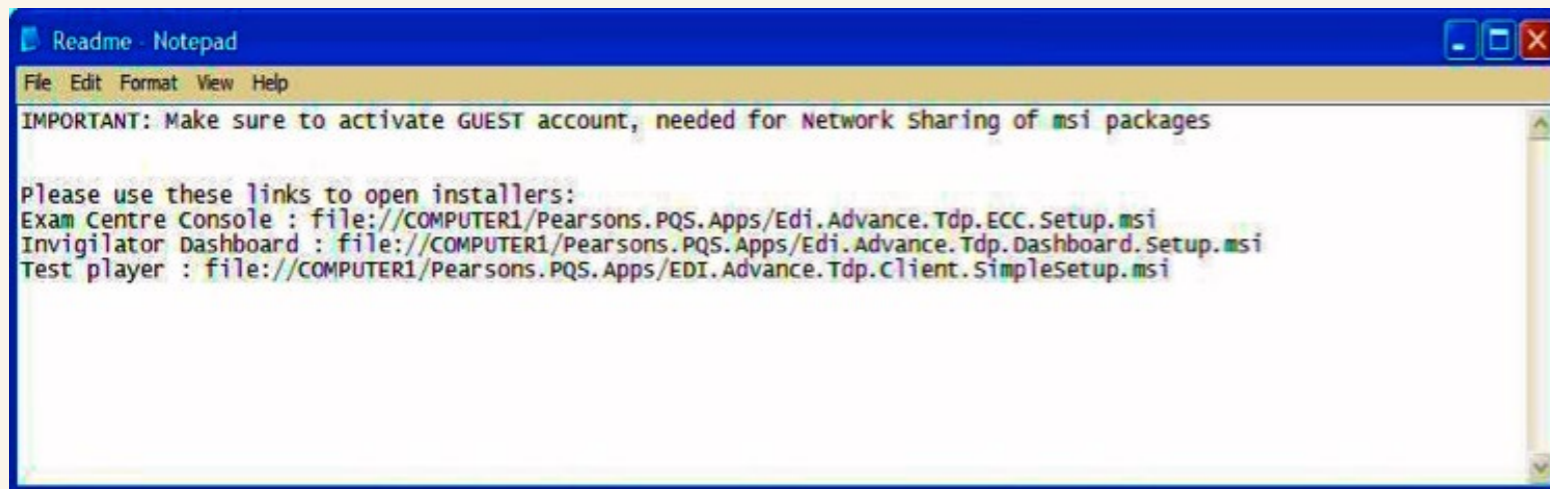 Readme - Notepad
File Edit Format View Help
IMPORTANT: Make sure to activate GUEST account, needed for Network Sharing of msi packages
Please use these links to open installers:
Exam Centre Console : file://COMPUTER1/Pearsons.PQS.Apps/Edi.Advance.Tdp.ECC.Setup.msi
Invigilator Dashboard : file://COMPUTER1/Pearsons.PQS.Apps/Edi.Advance.Tdp.Dashboard.Setup.msi
Test player : file://COMPUTER1/Pearsons.PQS.Apps/EDI.Advance.Tdp.Client.SimpleSetup.msi